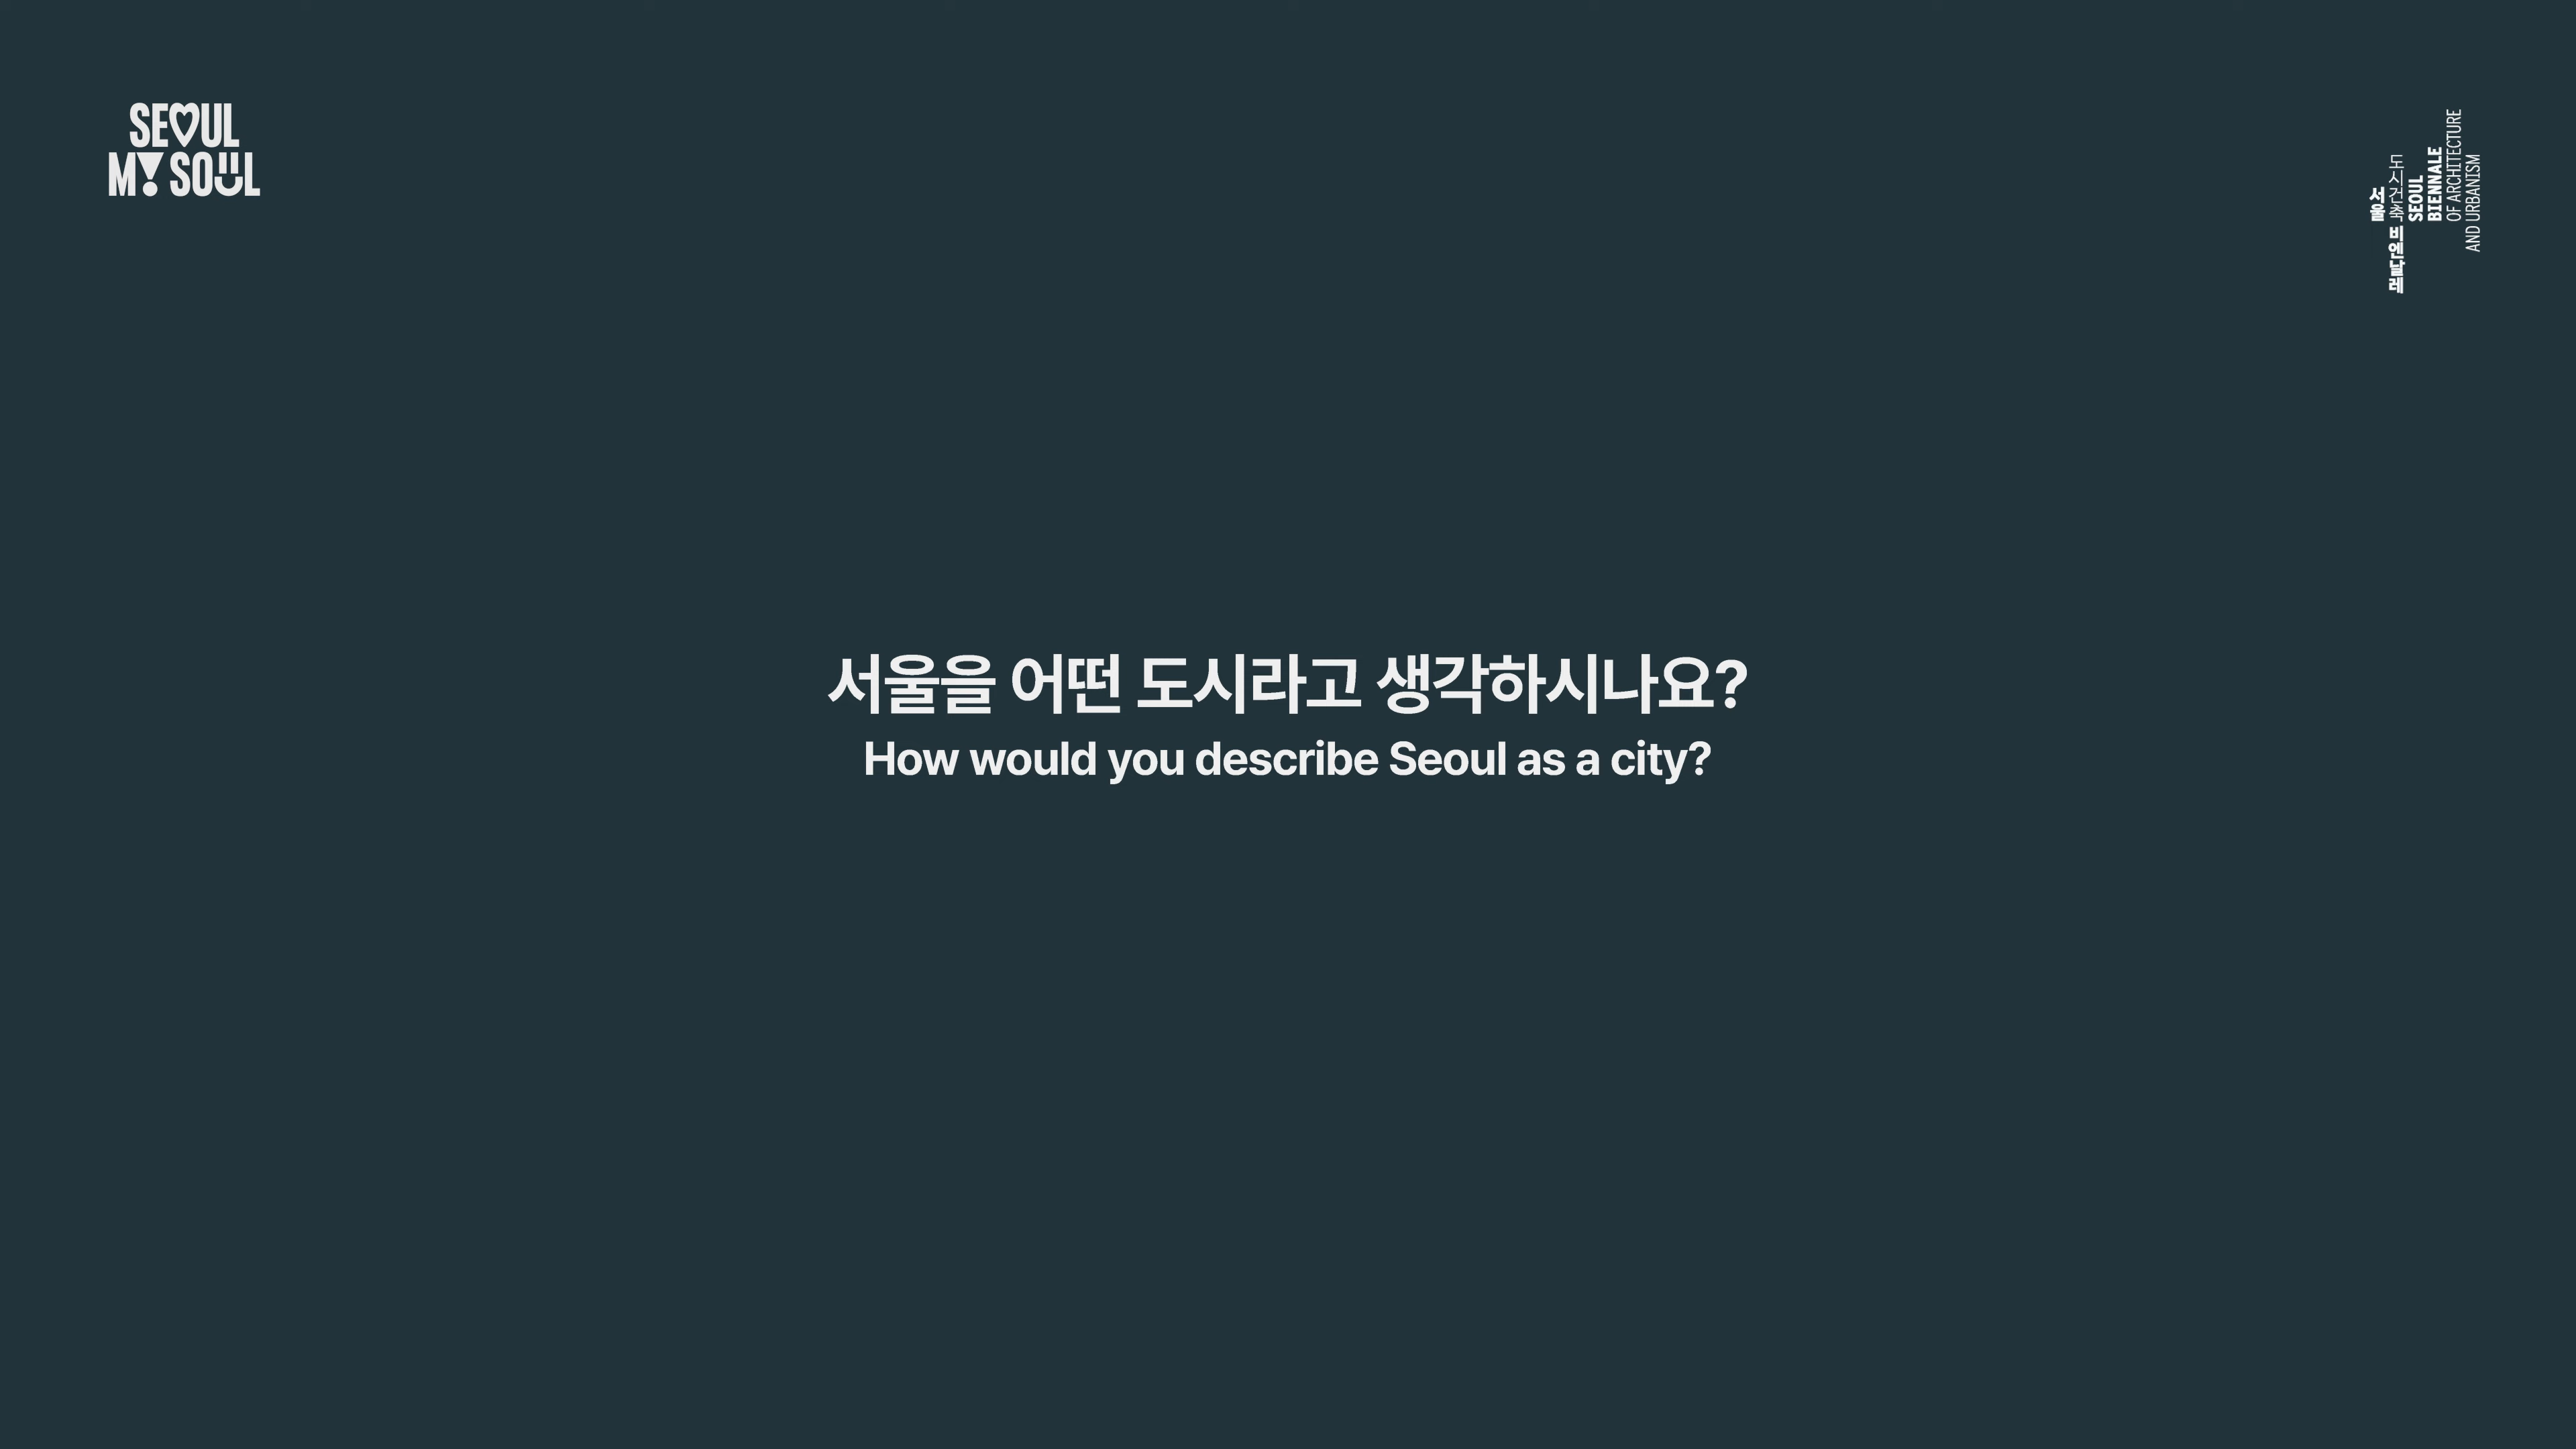 SEOUL
MY SOUL
서울
도시건축 비엔날레
SEOUL
BIENNALE
OF ARCHITECTURE
AND URBANISM
서울을 어떤 도시라고 생각하시나요?
How would you describe Seoul as a city?